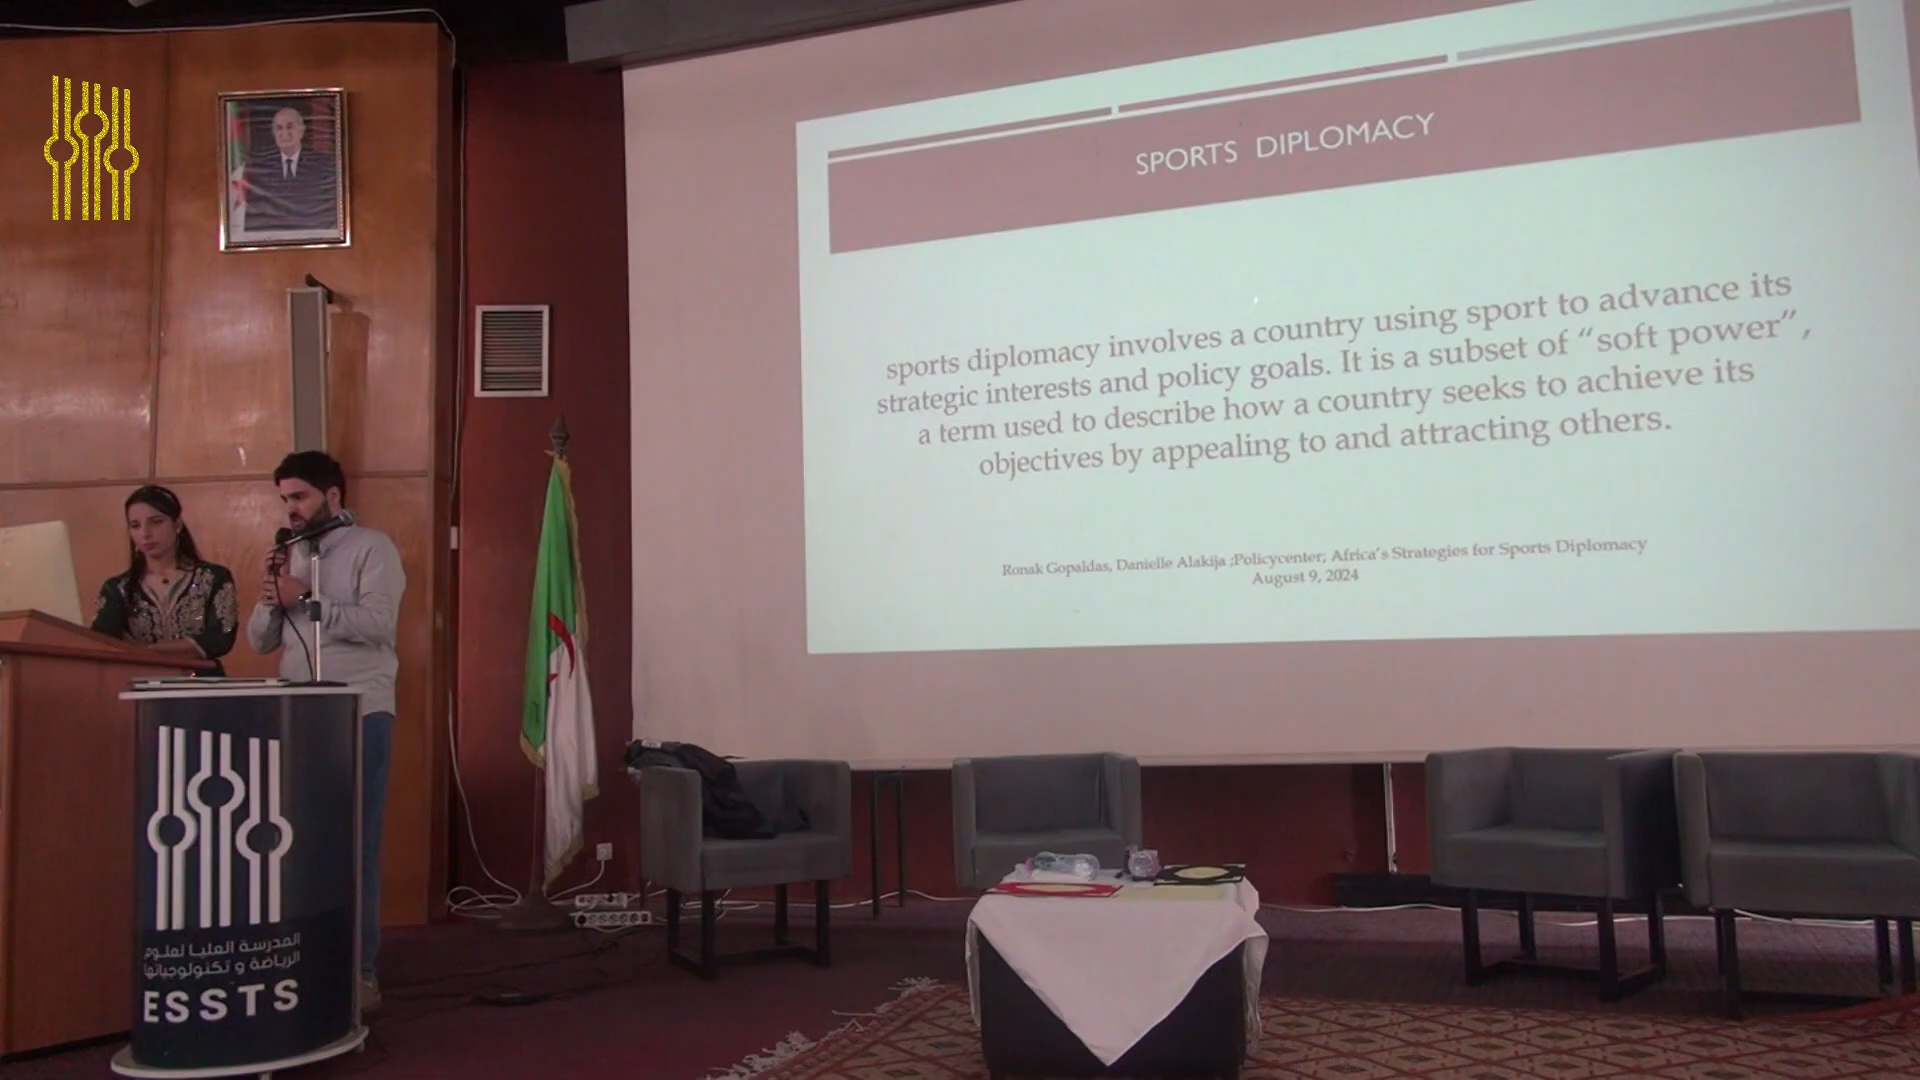 SPORTS DIPLOMACY
sports diplomacy involves a country using sport to advance its
strategic interests and policy goals. It is a subset of “soft power”,
a term used to describe how a country seeks to achieve its
objectives by appealing to and attracting others.
Ronak Gopaldas, Danielle Alakija ;Policycenter; Africa’s Strategies for Sports Diplomacy
August 9, 2024
المدرسة العليا لعلوم
الرياضة و تكنولوجياتها
ESSTS